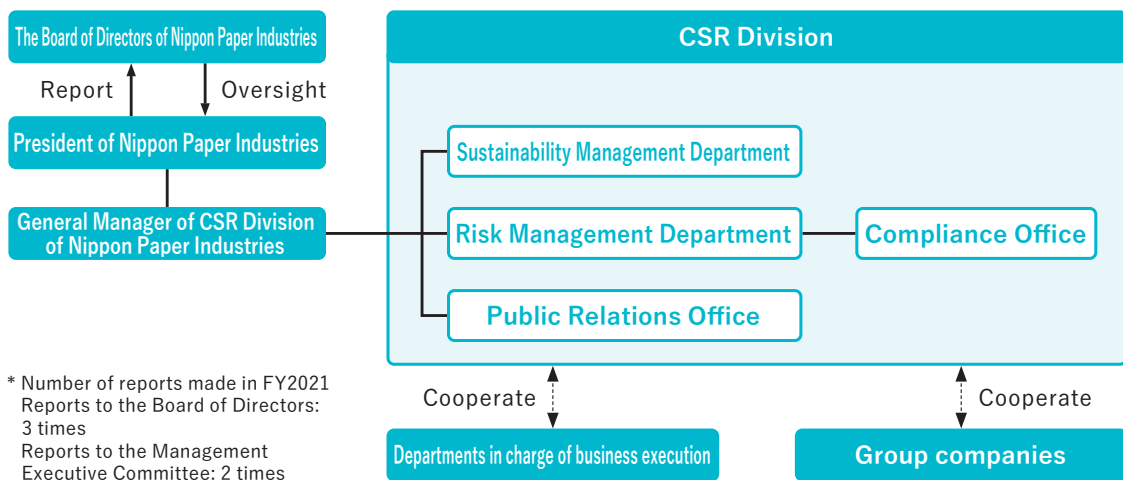 The Board of Directors of Nippon Paper Industries
Report
Oversight
President of Nippon Paper Industries
General Manager of CSR Division
of Nippon Paper Industries
CSR Division
Sustainability Management Department
Risk Management Department
Compliance Office
Public Relations Office
* Number of reports made in FY2021
Reports to the Board of Directors:
3 times
Reports to the Management
Executive Committee: 2 times
Cooperate
Cooperate
Departments in charge of business execution
Group companies